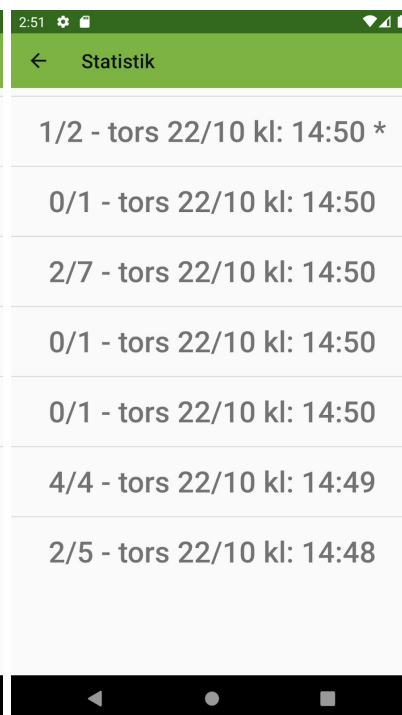 2:51
Statistik
1/2 - tors 22/10 kl: 14:50 *
0/1 - tors 22/10 kl: 14:50
2/7 - tors 22/10 kl: 14:50
0/1 - tors 22/10 kl: 14:50
0/1 - tors 22/10 kl: 14:50
4/4 - tors 22/10 kl: 14:49
2/5 - tors 22/10 kl: 14:48